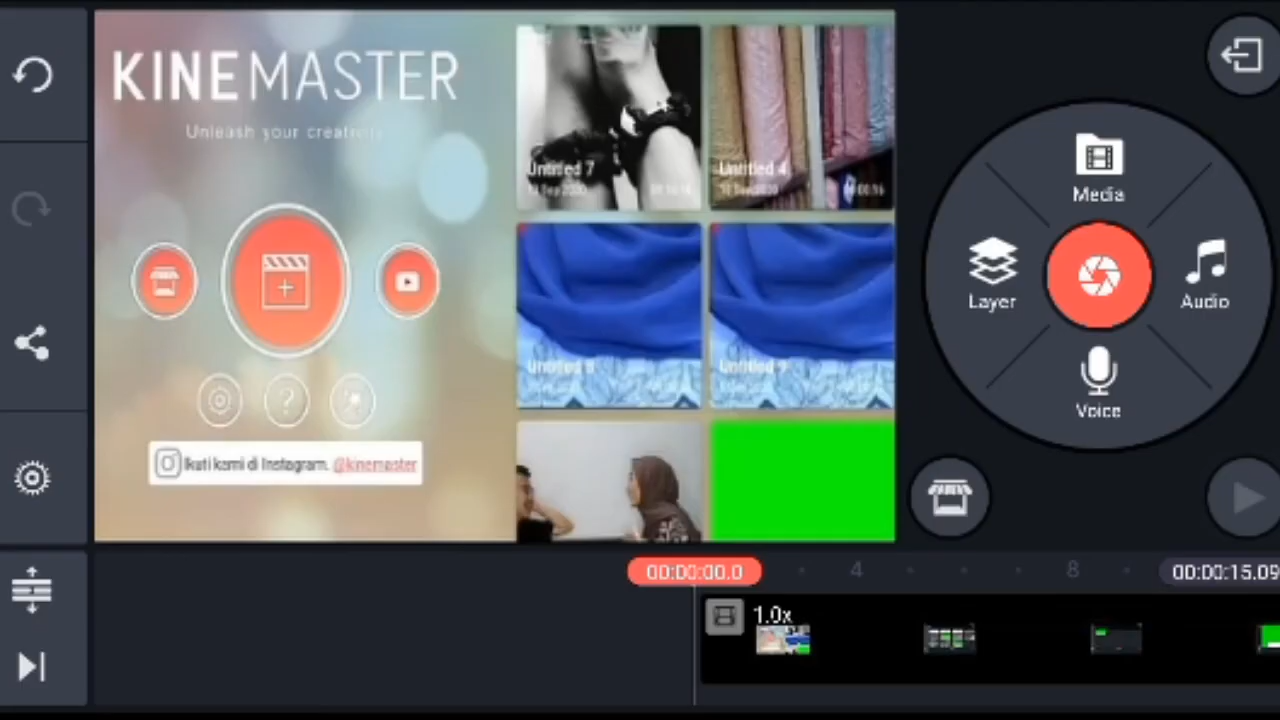 KINEMASTER
Unleash your creativity
Untitled 7
Untitled 4
Ikuti kami di Instagram. @kinemaster
Media
Layer
Audio
Voice
00:00:00.0
4
8
00:00:15.09
1.0x